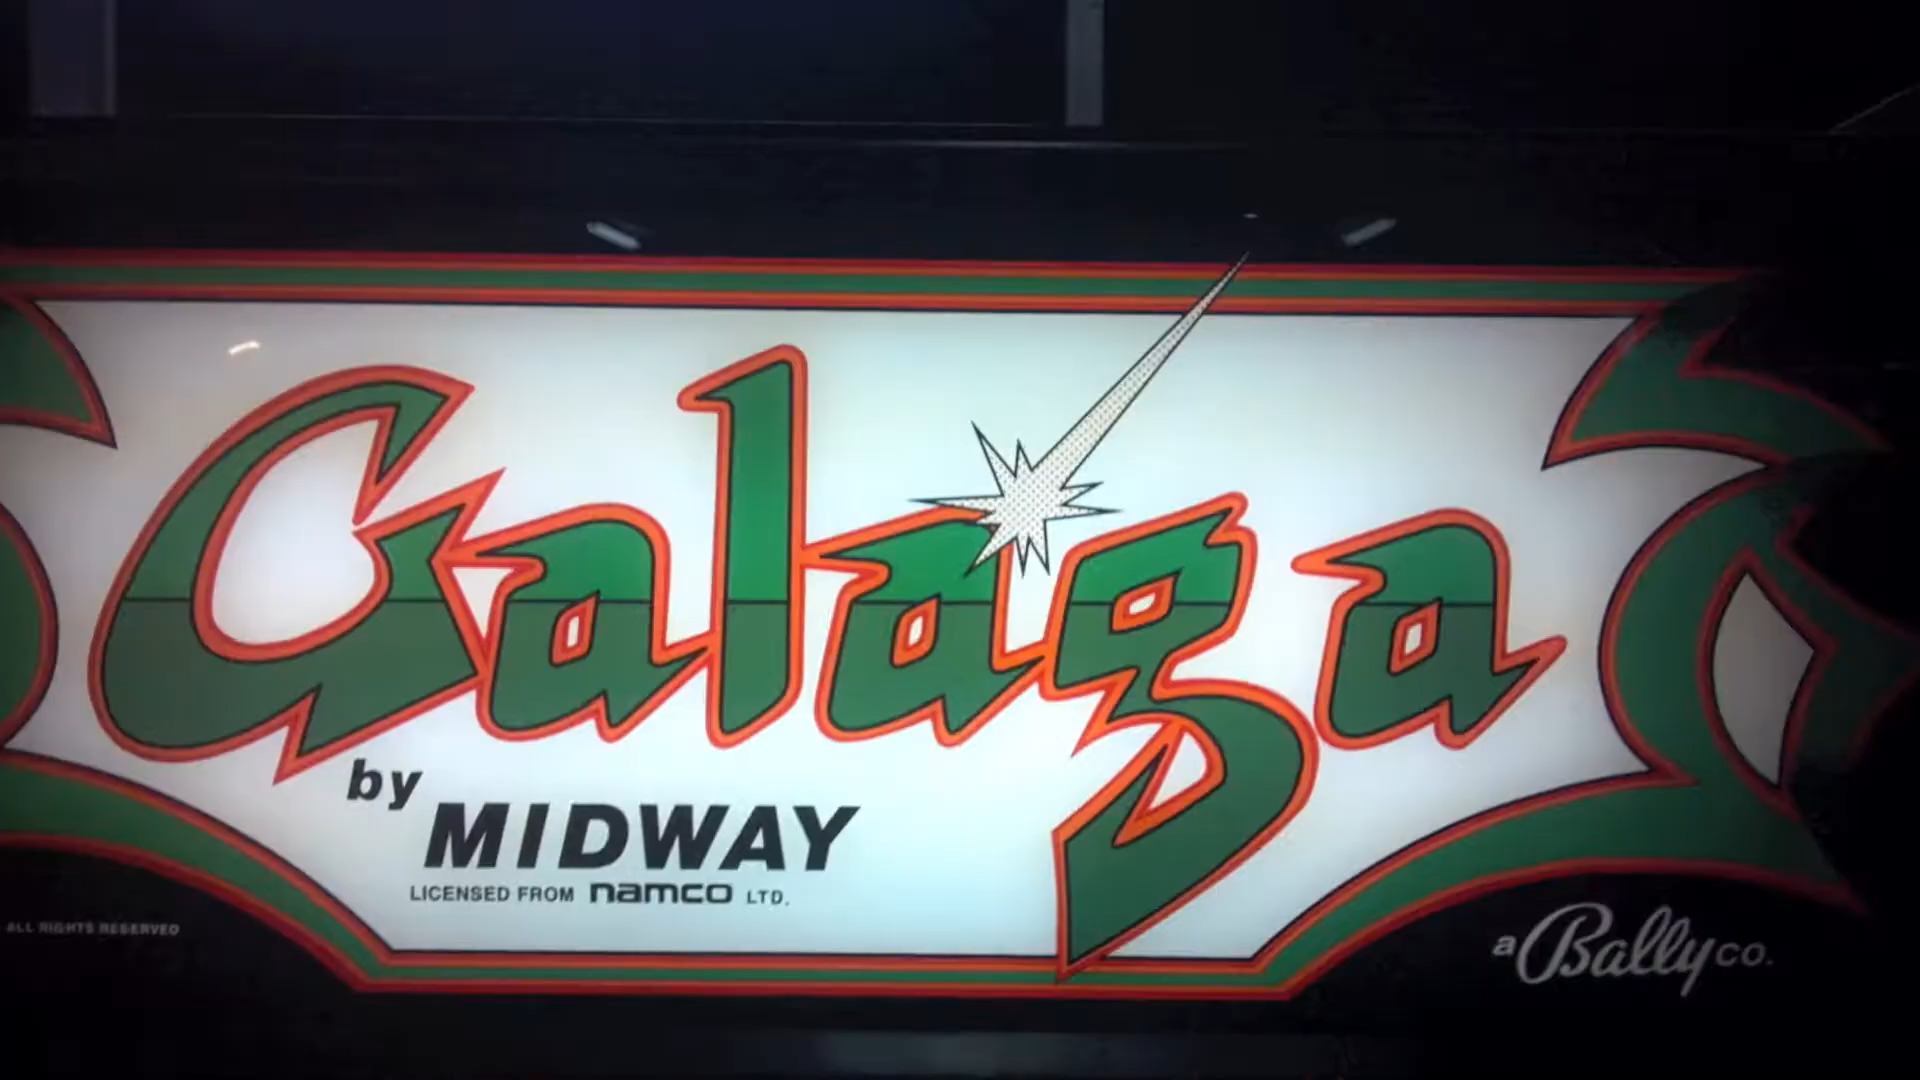 Galaga
by
MIDWAY
LICENSED FROM namco LTD.
ALL RIGHTS RESERVED
a Bally co.